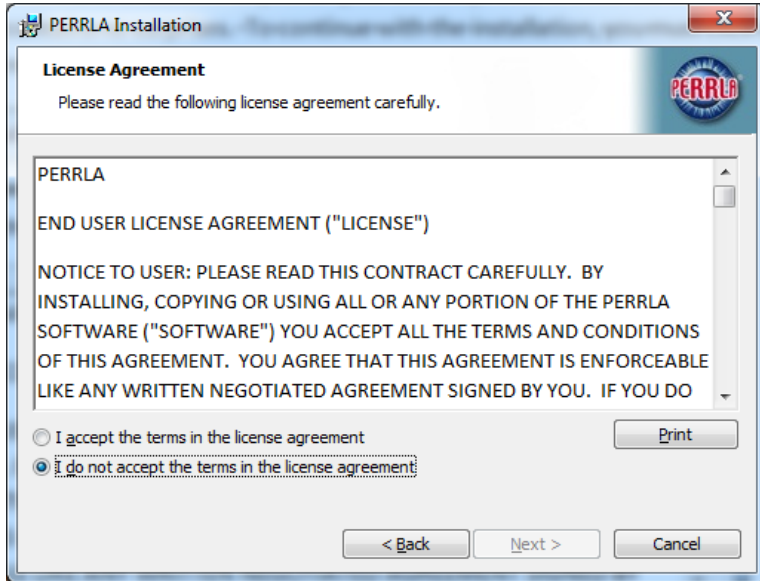 PERRLA Installation
License Agreement
Please read the following license agreement carefully.
PERRLA
PERRLA
END USER LICENSE AGREEMENT ("LICENSE")
NOTICE TO USER: PLEASE READ THIS CONTRACT CAREFULLY.  BY
INSTALLING, COPYING OR USING ALL OR ANY PORTION OF THE PERRLA
SOFTWARE ("SOFTWARE") YOU ACCEPT ALL THE TERMS AND CONDITIONS
OF THIS AGREEMENT.  YOU AGREE THAT THIS AGREEMENT IS ENFORCEABLE
LIKE ANY WRITTEN NEGOTIATED AGREEMENT SIGNED BY YOU.  IF YOU DO
I accept the terms in the license agreement
Print
I do not accept the terms in the license agreement
< Back
Next >
Cancel